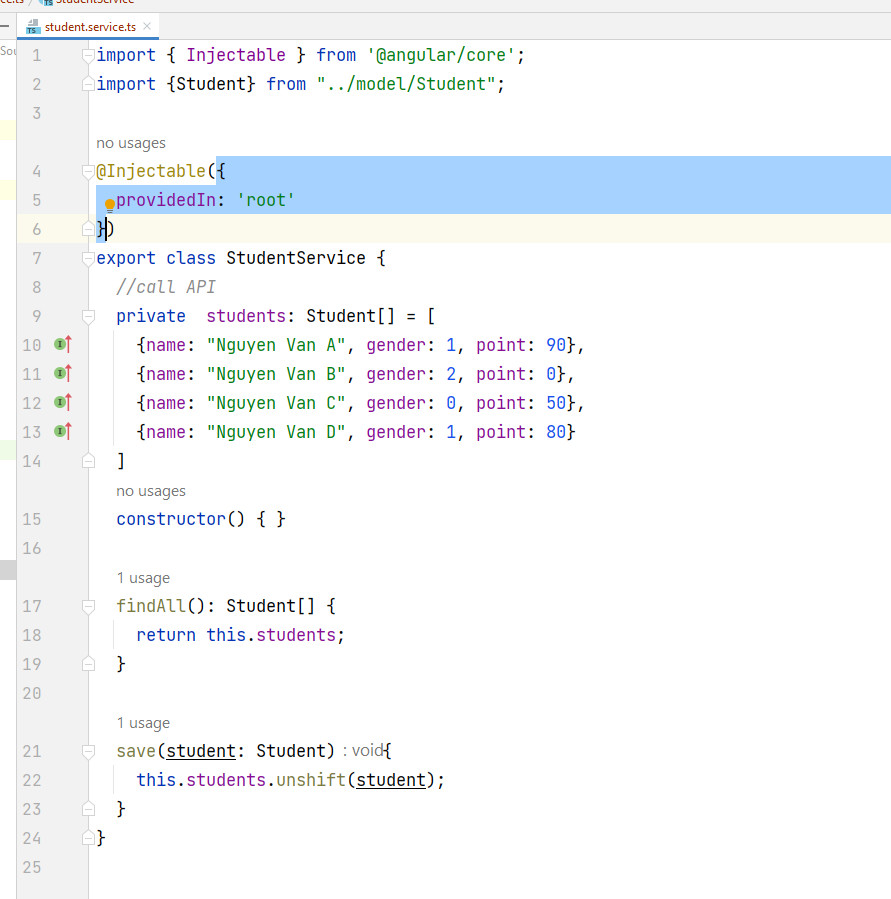 ce.ts / StudentService
student.service.ts
Sou
1 import { Injectable } from '@angular/core';
2 import {Student} from "../model/Student";
3
no usages
4 @Injectable({
5 providedIn: 'root'
6 })
7 export class StudentService {
8 //call API
9 private  students: Student[] = [
10 {name: "Nguyen Van A", gender: 1, point: 90},
11 {name: "Nguyen Van B", gender: 2, point: 0},
12 {name: "Nguyen Van C", gender: 0, point: 50},
13 {name: "Nguyen Van D", gender: 1, point: 80}
14 ]
no usages
15 constructor() { }
16
1 usage
17 findAll(): Student[] {
18 return this.students;
19 }
20
1 usage
21 save(student: Student) : void{
22 this.students.unshift(student);
23 }
24 }
25